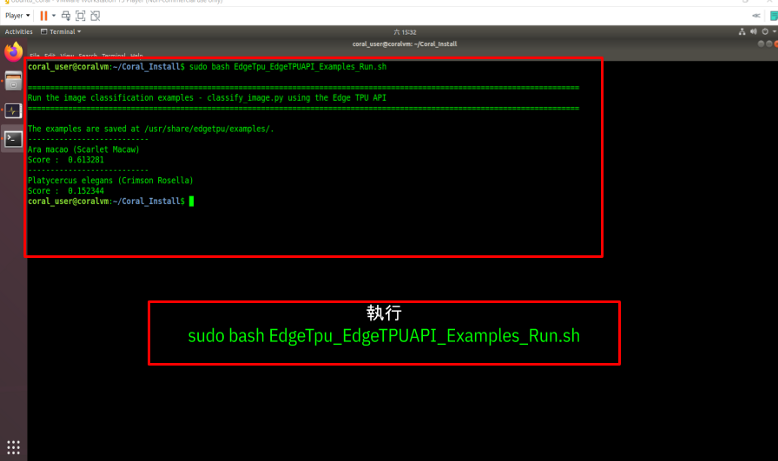 Ubuntu_Coral - VMware Workstation 15 Player (Non-commercial use only)
Player
Activities
Terminal
六 15:32
coral_user@coralvm: ~/Coral_Install
File Edit View Search Terminal Help
coral_user@coralvm:~/Coral_Install$ sudo bash EdgeTpu_EdgeTPUAPI_Examples_Run.sh
================================================================================
Run the image classification examples - classify_image.py using the Edge TPU API
================================================================================
The examples are saved at /usr/share/edgetpu/examples/.
---------------------------
Ara macao (Scarlet Macaw)
Score : 0.613281
---------------------------
Platycercus elegans (Crimson Rosella)
Score : 0.152344
coral_user@coralvm:~/Coral_Install$
執行
sudo bash EdgeTpu_EdgeTPUAPI_Examples_Run.sh